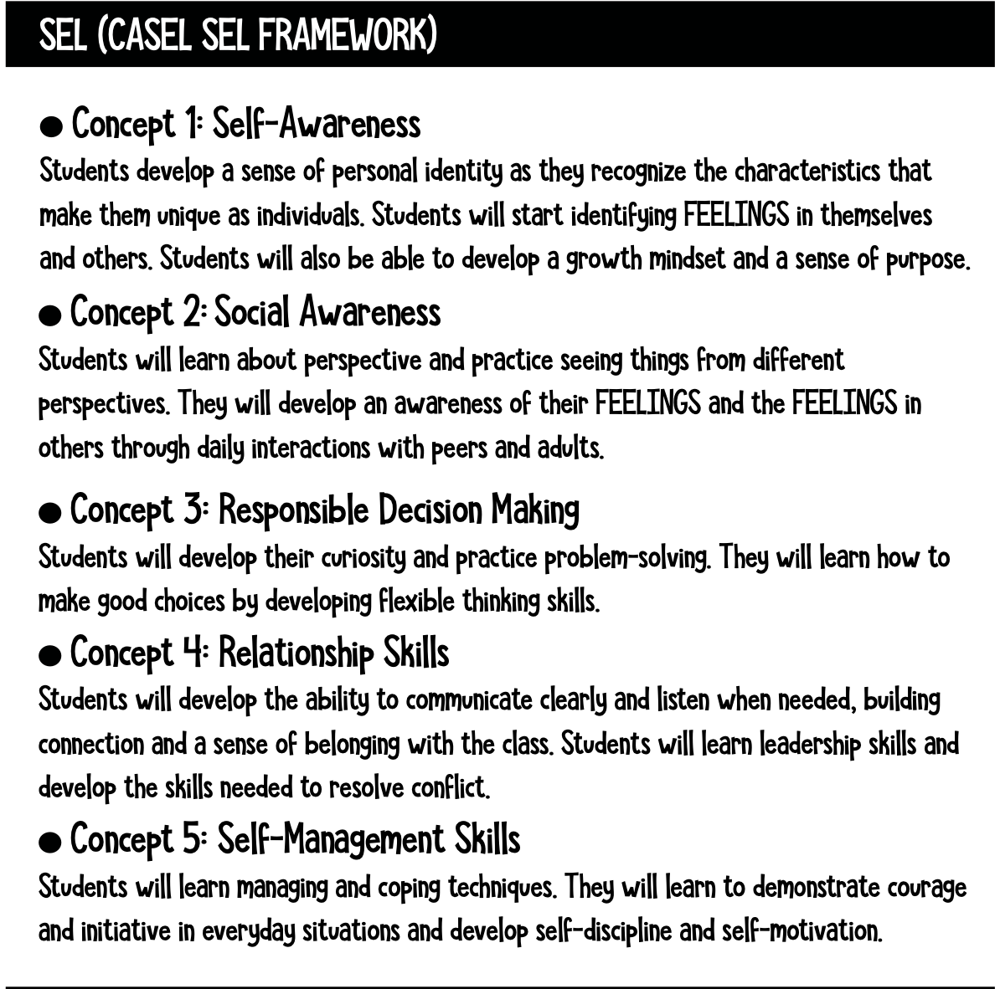 SEL (CASEL SEL FRAMEWORK)
● Concept 1: Self-Awareness
Students develop a sense of personal identity as they recognize the characteristics that
make them unique as individuals. Students will start identifying FEELINGS in themselves
and others. Students will also be able to develop a growth mindset and a sense of purpose.
● Concept 2: Social Awareness
Students will learn about perspective and practice seeing things from different
perspectives. They will develop an awareness of their FEELINGS and the FEELINGS in
others through daily interactions with peers and adults.
● Concept 3: Responsible Decision Making
Students will develop their curiosity and practice problem-solving. They will learn how to
make good choices by developing flexible thinking skills.
● Concept 4: Relationship Skills
Students will develop the ability to communicate clearly and listen when needed, building
connection and a sense of belonging with the class. Students will learn leadership skills and
develop the skills needed to resolve conflict.
● Concept 5: Self-Management Skills
Students will learn managing and coping techniques. They will learn to demonstrate courage
and initiative in everyday situations and develop self-discipline and self-motivation.